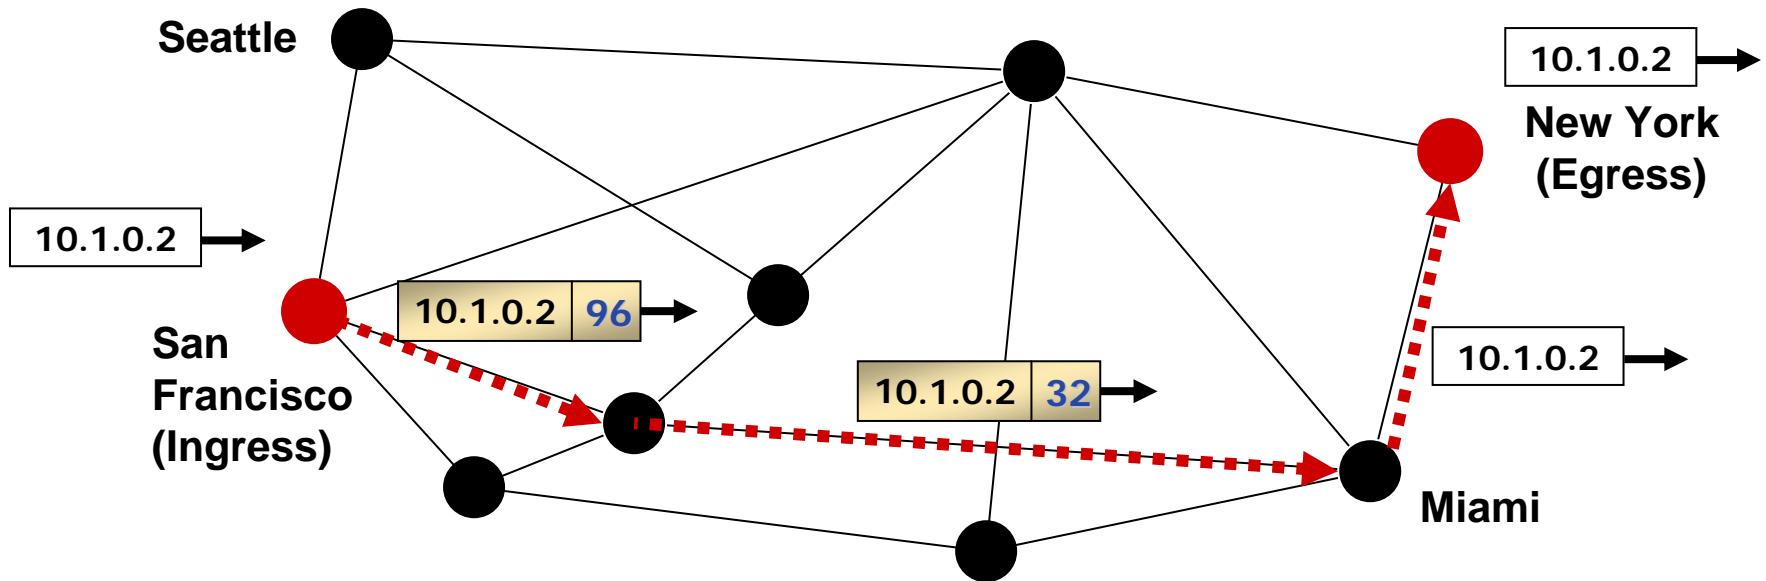 Seattle
10.1.0.2
New York
(Egress)
10.1.0.2
10.1.0.2 96
San
Francisco
(Ingress)
10.1.0.2 32
10.1.0.2
Miami